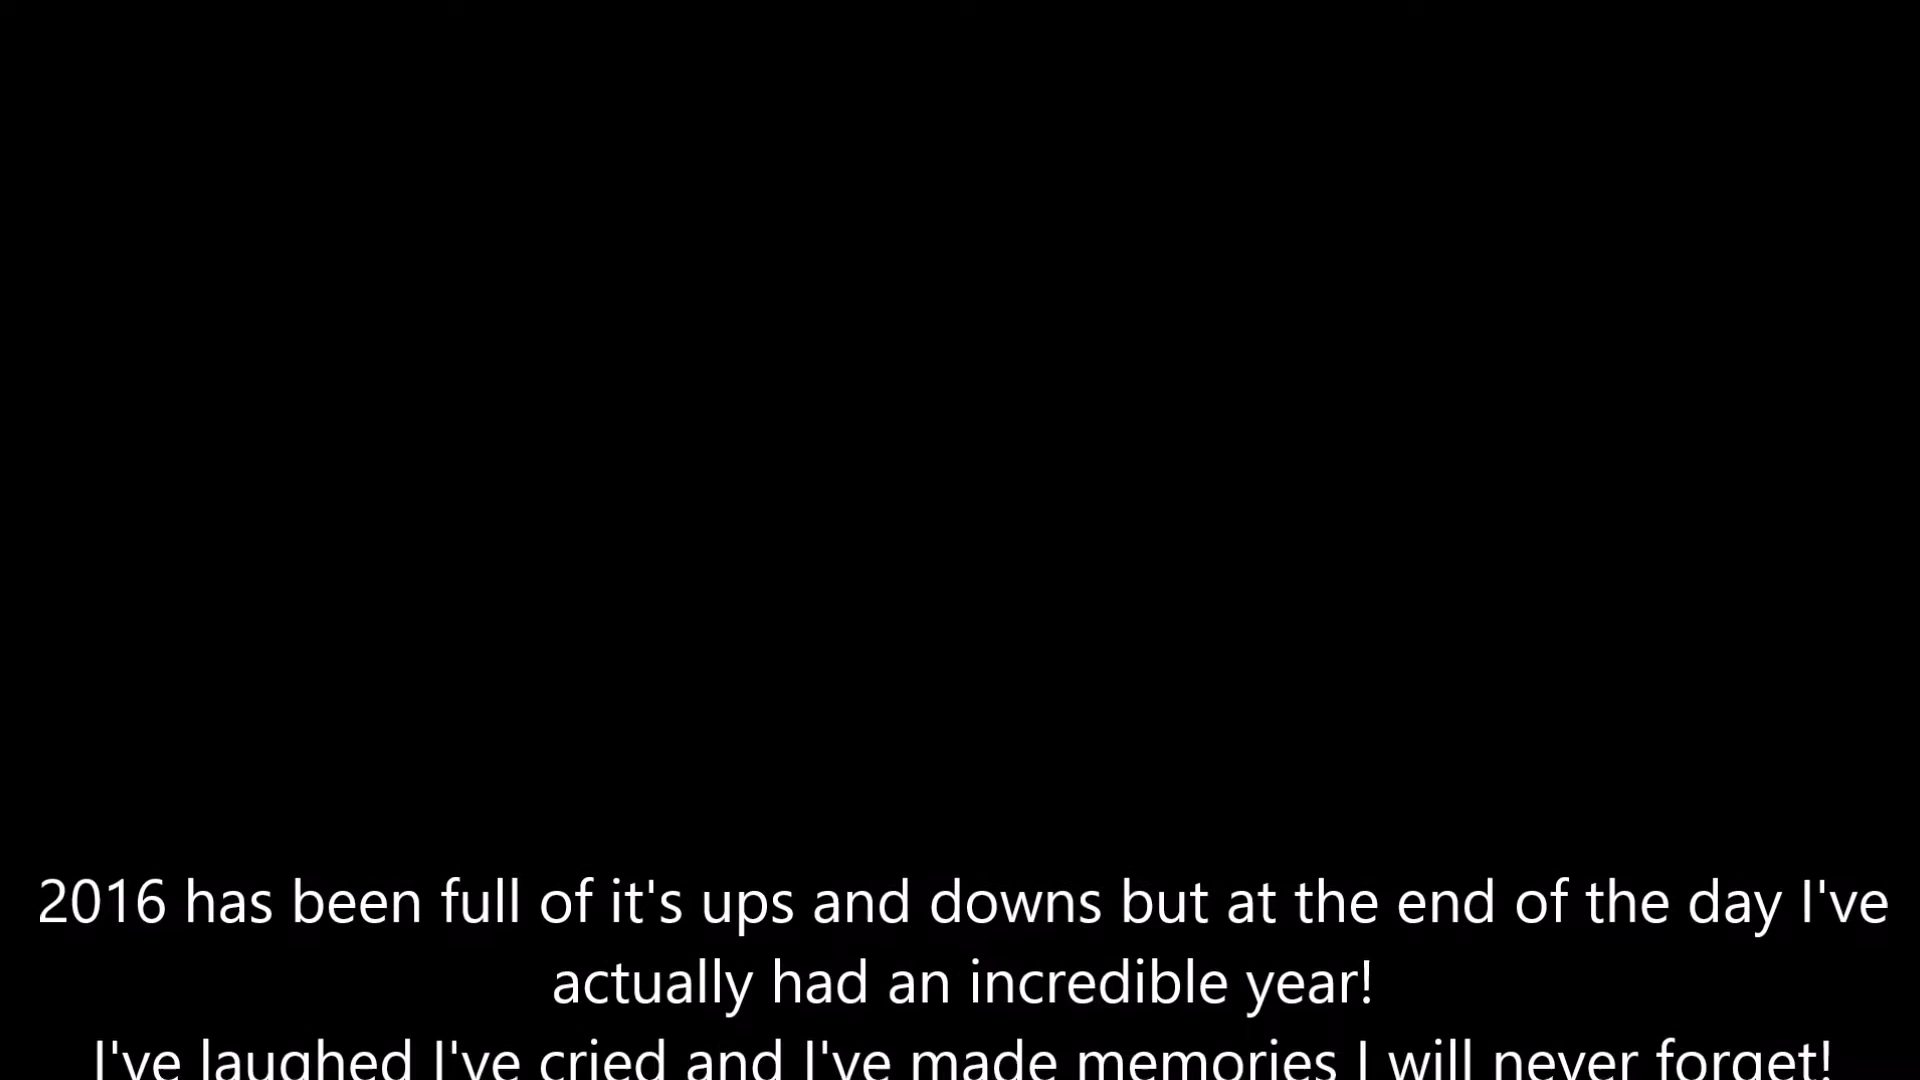 2016 has been full of it's ups and downs but at the end of the day I've
actually had an incredible year!
I've laughed I've cried and I've made memories I will never forget!